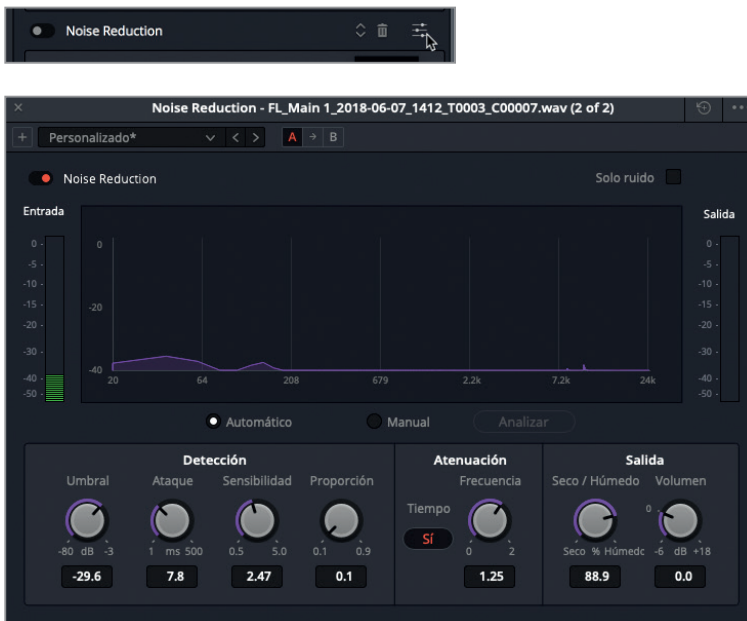 Noise Reduction
Noise Reduction - FL_Main 1_2018-06-07_1412_T0003_C00007.wav (2 of 2)
Personalizado*
A
B
Noise Reduction
Solo ruido
Entrada
Salida
0
-5
-10
-15
-20
-30
-40
-50
0
-20
-40
20
64
208
679
2.2k
7.2k
24k
0
-5
-10
-15
-20
-30
-40
-50
Automático
Manual
Analizar
Detección
Atenuación
Salida
Umbral
Ataque
Sensibilidad
Proporción
Frecuencia
Seco / Húmedo
Volumen
Tiempo
Sí
0
-80 dB -3
1 ms 500
0.5 5.0
0.1 0.9
0 2
Seco % Húmedc
-6 dB +18
-29.6
7.8
2.47
0.1
1.25
88.9
0.0